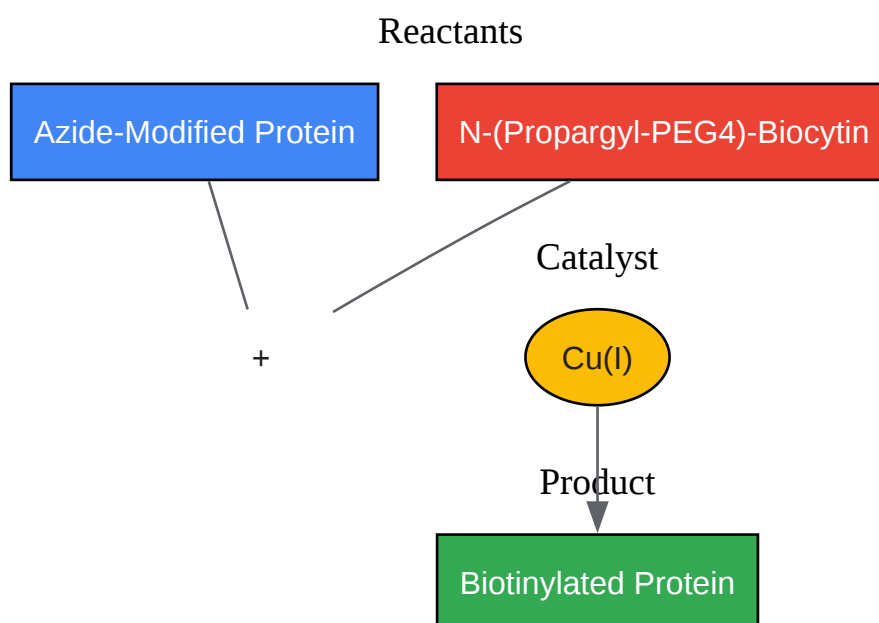 Reactants
Azide-Modified Protein
N-(Propargyl-PEG4)-Biocytin
Catalyst
+
Cu(I)
Product
Biotinylated Protein